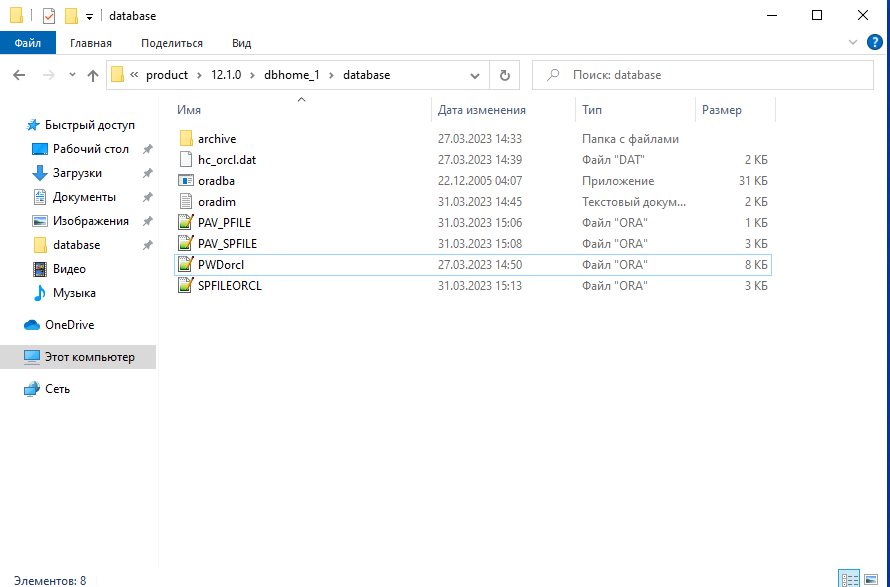 database
Файл Главная Поделиться Вид
« product › 12.1.0 › dbhome_1 › database Поиск: database
Имя Дата изменения Тип Размер
Быстрый доступ
Рабочий стол
Загрузки
Документы
Изображения
database
Видео
Музыка
OneDrive
Этот компьютер
Сеть
archive 27.03.2023 14:33 Папка с файлами
hc_orcl.dat 27.03.2023 14:39 Файл "DAT" 2 КБ
oradba 22.12.2005 04:07 Приложение 31 КБ
oradim 31.03.2023 14:45 Текстовый докум... 2 КБ
PAV_PFILE 31.03.2023 15:06 Файл "ORA" 1 КБ
PAV_SPFILE 31.03.2023 15:08 Файл "ORA" 3 КБ
PWDorcl 27.03.2023 14:50 Файл "ORA" 8 КБ
SPFILEORCL 31.03.2023 15:13 Файл "ORA" 3 КБ
Элементов: 8